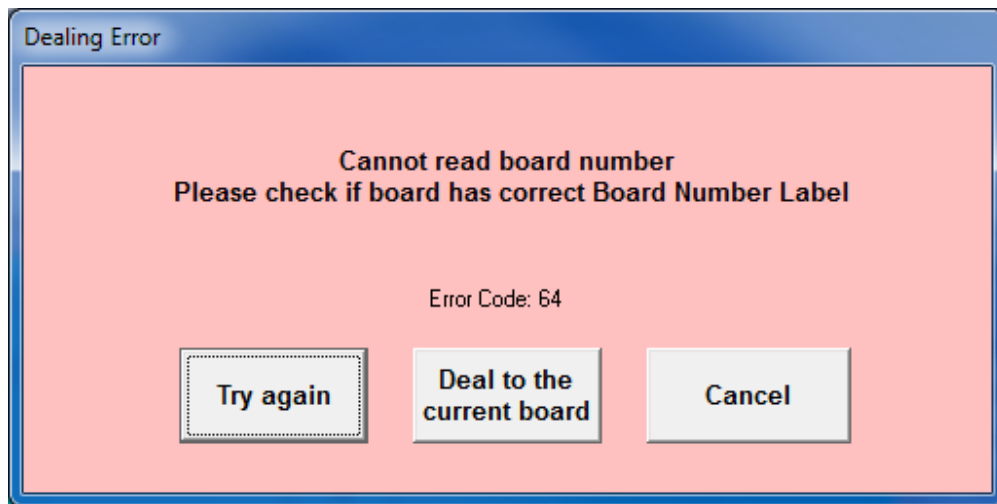 Dealing Error
Cannot read board number
Please check if board has correct Board Number Label
Error Code: 64
Try again
Deal to the
current board
Cancel